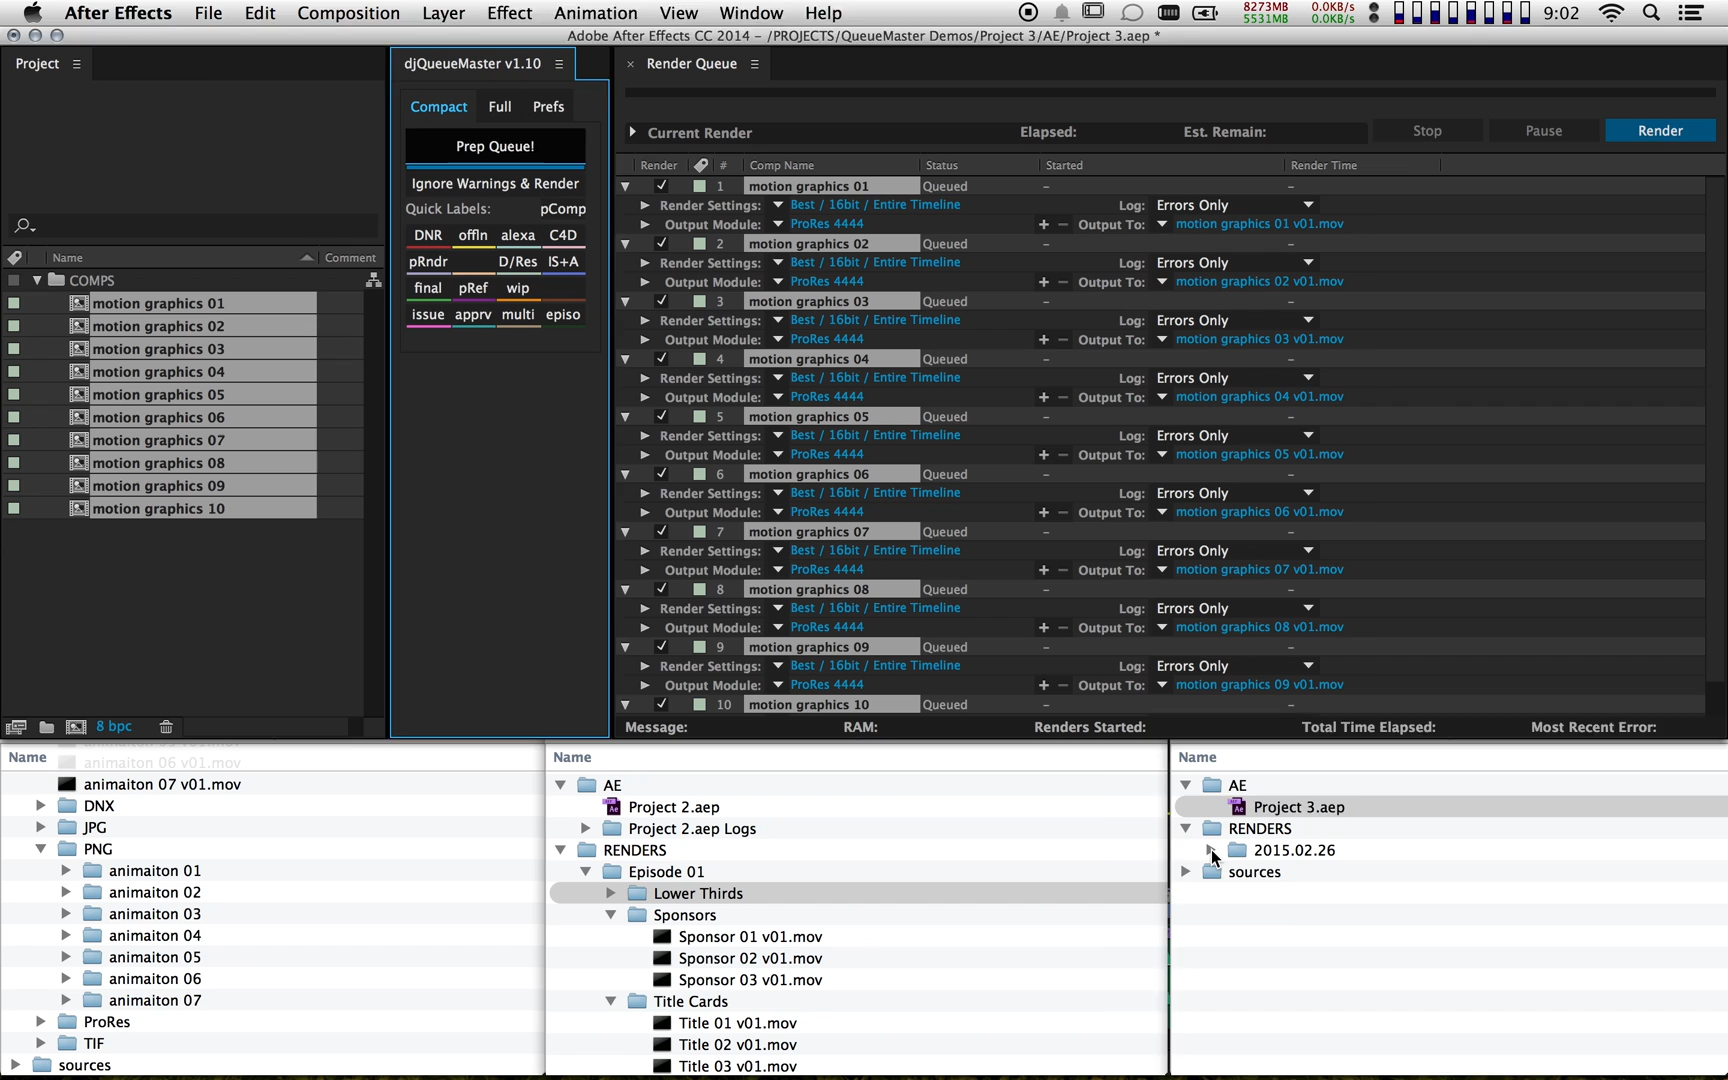 After Effects File Edit Composition Layer Effect Animation View Window Help 8273MB 5531MB 0.0KB/s 0.0KB/s 9:02
Adobe After Effects CC 2014 – /PROJECTS/QueueMaster Demos/Project 3/AE/Project 3.aep *
Project
Name Comment
COMPS
motion graphics 01
motion graphics 02
motion graphics 03
motion graphics 04
motion graphics 05
motion graphics 06
motion graphics 07
motion graphics 08
motion graphics 09
motion graphics 10
8 bpc
djQueueMaster v1.10
Compact Full Prefs
Prep Queue!
Ignore Warnings & Render
Quick Labels: pComp
DNR offln alexa C4D
pRndr D/Res IS+A
final pRef wip
issue apprv multi episo
× Render Queue
Current Render Elapsed: Est. Remain: Stop Pause Render
Render # Comp Name Status Started Render Time
1 motion graphics 01 Queued – –
Render Settings: Best / 16bit / Entire Timeline Log: Errors Only
Output Module: ProRes 4444 + – Output To: motion graphics 01 v01.mov
2 motion graphics 02 Queued – –
Render Settings: Best / 16bit / Entire Timeline Log: Errors Only
Output Module: ProRes 4444 + – Output To: motion graphics 02 v01.mov
3 motion graphics 03 Queued – –
Render Settings: Best / 16bit / Entire Timeline Log: Errors Only
Output Module: ProRes 4444 + – Output To: motion graphics 03 v01.mov
4 motion graphics 04 Queued – –
Render Settings: Best / 16bit / Entire Timeline Log: Errors Only
Output Module: ProRes 4444 + – Output To: motion graphics 04 v01.mov
5 motion graphics 05 Queued – –
Render Settings: Best / 16bit / Entire Timeline Log: Errors Only
Output Module: ProRes 4444 + – Output To: motion graphics 05 v01.mov
6 motion graphics 06 Queued – –
Render Settings: Best / 16bit / Entire Timeline Log: Errors Only
Output Module: ProRes 4444 + – Output To: motion graphics 06 v01.mov
7 motion graphics 07 Queued – –
Render Settings: Best / 16bit / Entire Timeline Log: Errors Only
Output Module: ProRes 4444 + – Output To: motion graphics 07 v01.mov
8 motion graphics 08 Queued – –
Render Settings: Best / 16bit / Entire Timeline Log: Errors Only
Output Module: ProRes 4444 + – Output To: motion graphics 08 v01.mov
9 motion graphics 09 Queued – –
Render Settings: Best / 16bit / Entire Timeline Log: Errors Only
Output Module: ProRes 4444 + – Output To: motion graphics 09 v01.mov
10 motion graphics 10 Queued – –
Message: RAM: Renders Started: Total Time Elapsed: Most Recent Error:
Name
animaiton 06 v01.mov
animaiton 07 v01.mov
DNX
JPG
PNG
animaiton 01
animaiton 02
animaiton 03
animaiton 04
animaiton 05
animaiton 06
animaiton 07
ProRes
TIF
sources
Name
AE
Project 2.aep
Project 2.aep Logs
RENDERS
Episode 01
Lower Thirds
Sponsors
Sponsor 01 v01.mov
Sponsor 02 v01.mov
Sponsor 03 v01.mov
Title Cards
Title 01 v01.mov
Title 02 v01.mov
Title 03 v01.mov
Name
AE
Project 3.aep
RENDERS
2015.02.26
sources